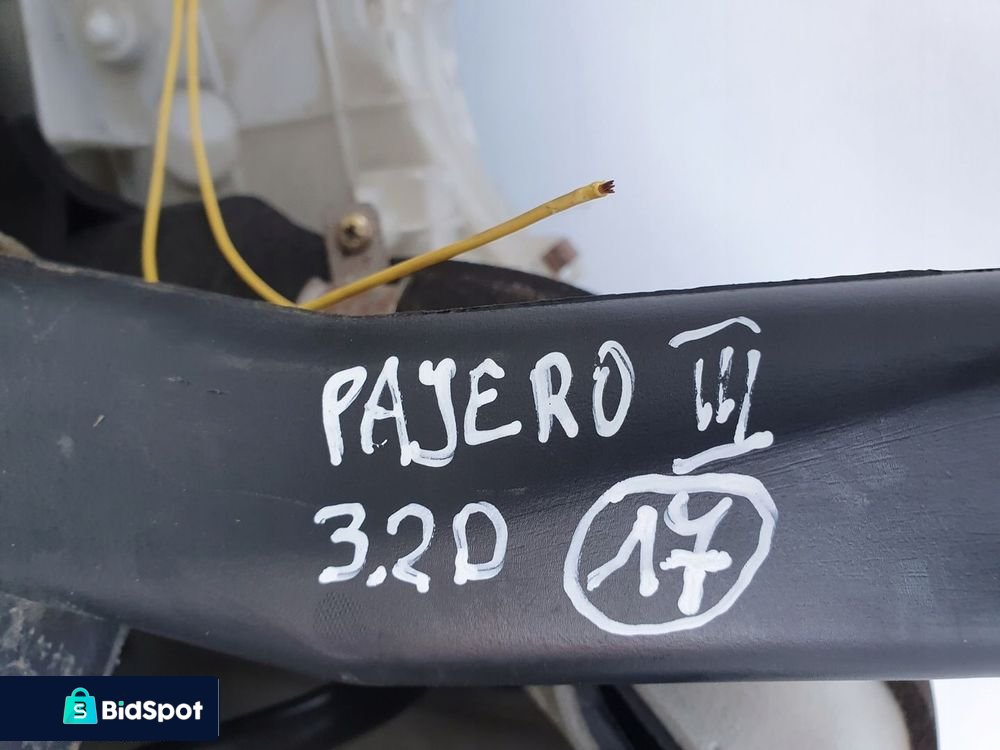 PAJERO III
3.2D 17
BidSpot